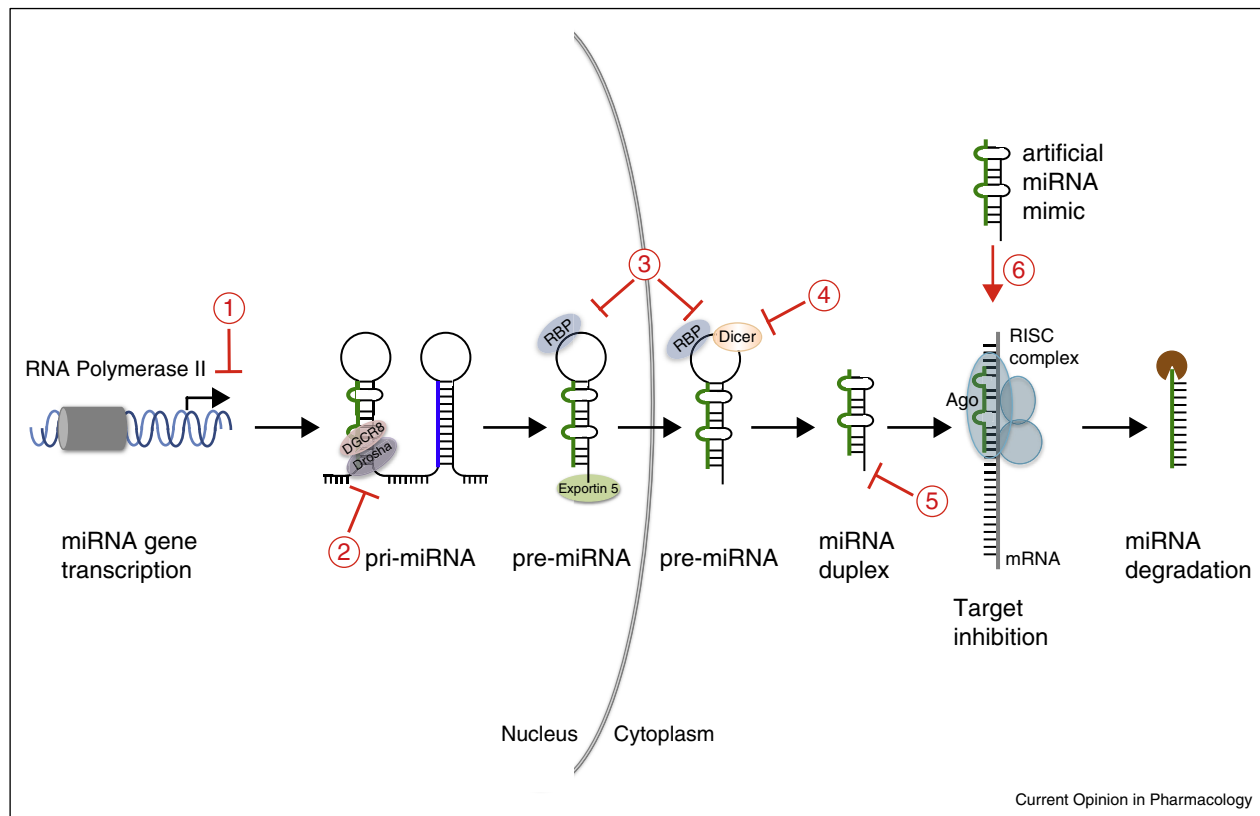 artificial
miRNA
mimic
6
3
4
1
RNA Polymerase II
RBP
RBP
Dicer
RISC
complex
Ago
DGCR8
Drosha
Exportin 5
5
2
miRNA gene
transcription
pri-miRNA
pre-miRNA
pre-miRNA
miRNA
duplex
mRNA
Target
inhibition
miRNA
degradation
Nucleus
Cytoplasm
Current Opinion in Pharmacology